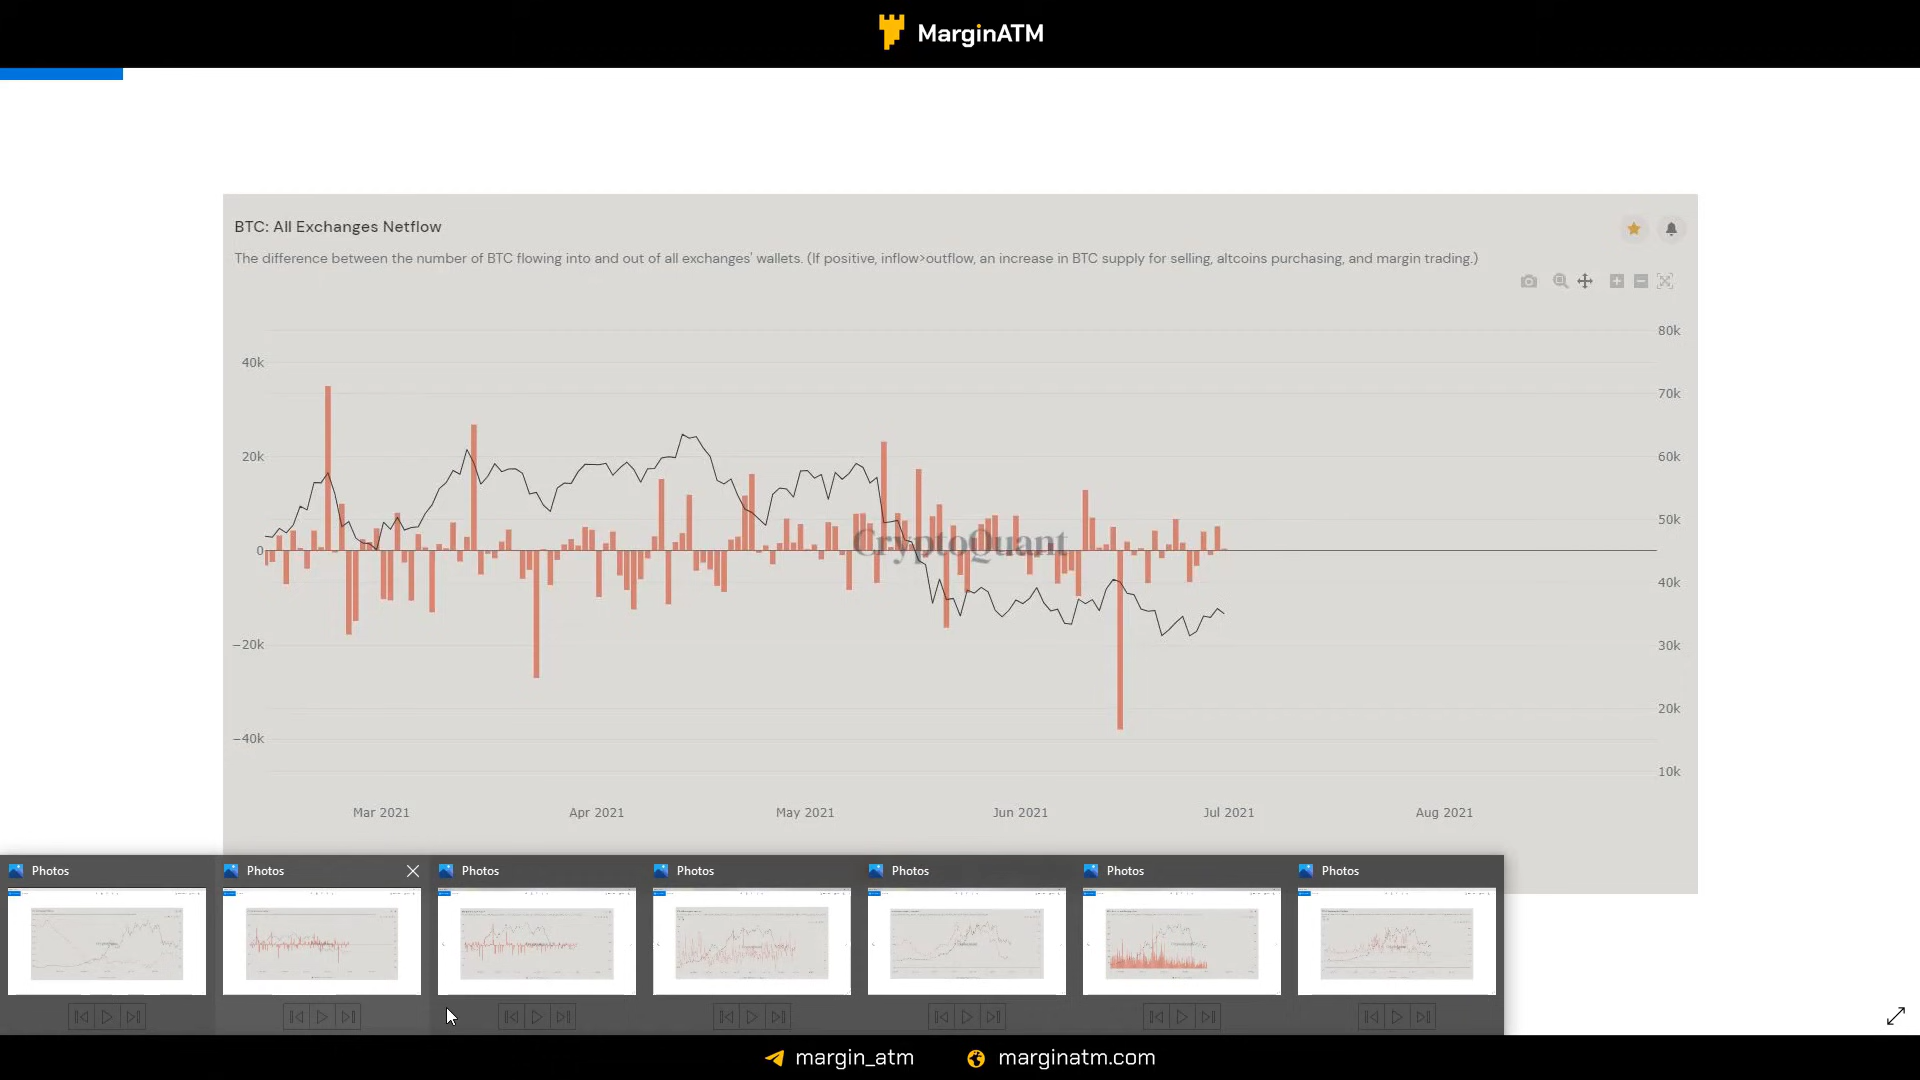 MarginATM
BTC: All Exchanges Netflow
The difference between the number of BTC flowing into and out of all exchanges' wallets. (If positive, inflow>outflow, an increase in BTC supply for selling, altcoins purchasing, and margin trading.)
80k
40k
70k
20k
60k
50k
CryptoQuant
0
40k
−20k
30k
20k
−40k
10k
Mar 2021
Apr 2021
May 2021
Jun 2021
Jul 2021
Aug 2021
Photos
Photos
Photos
Photos
Photos
Photos
Photos
margin_atm
marginatm.com